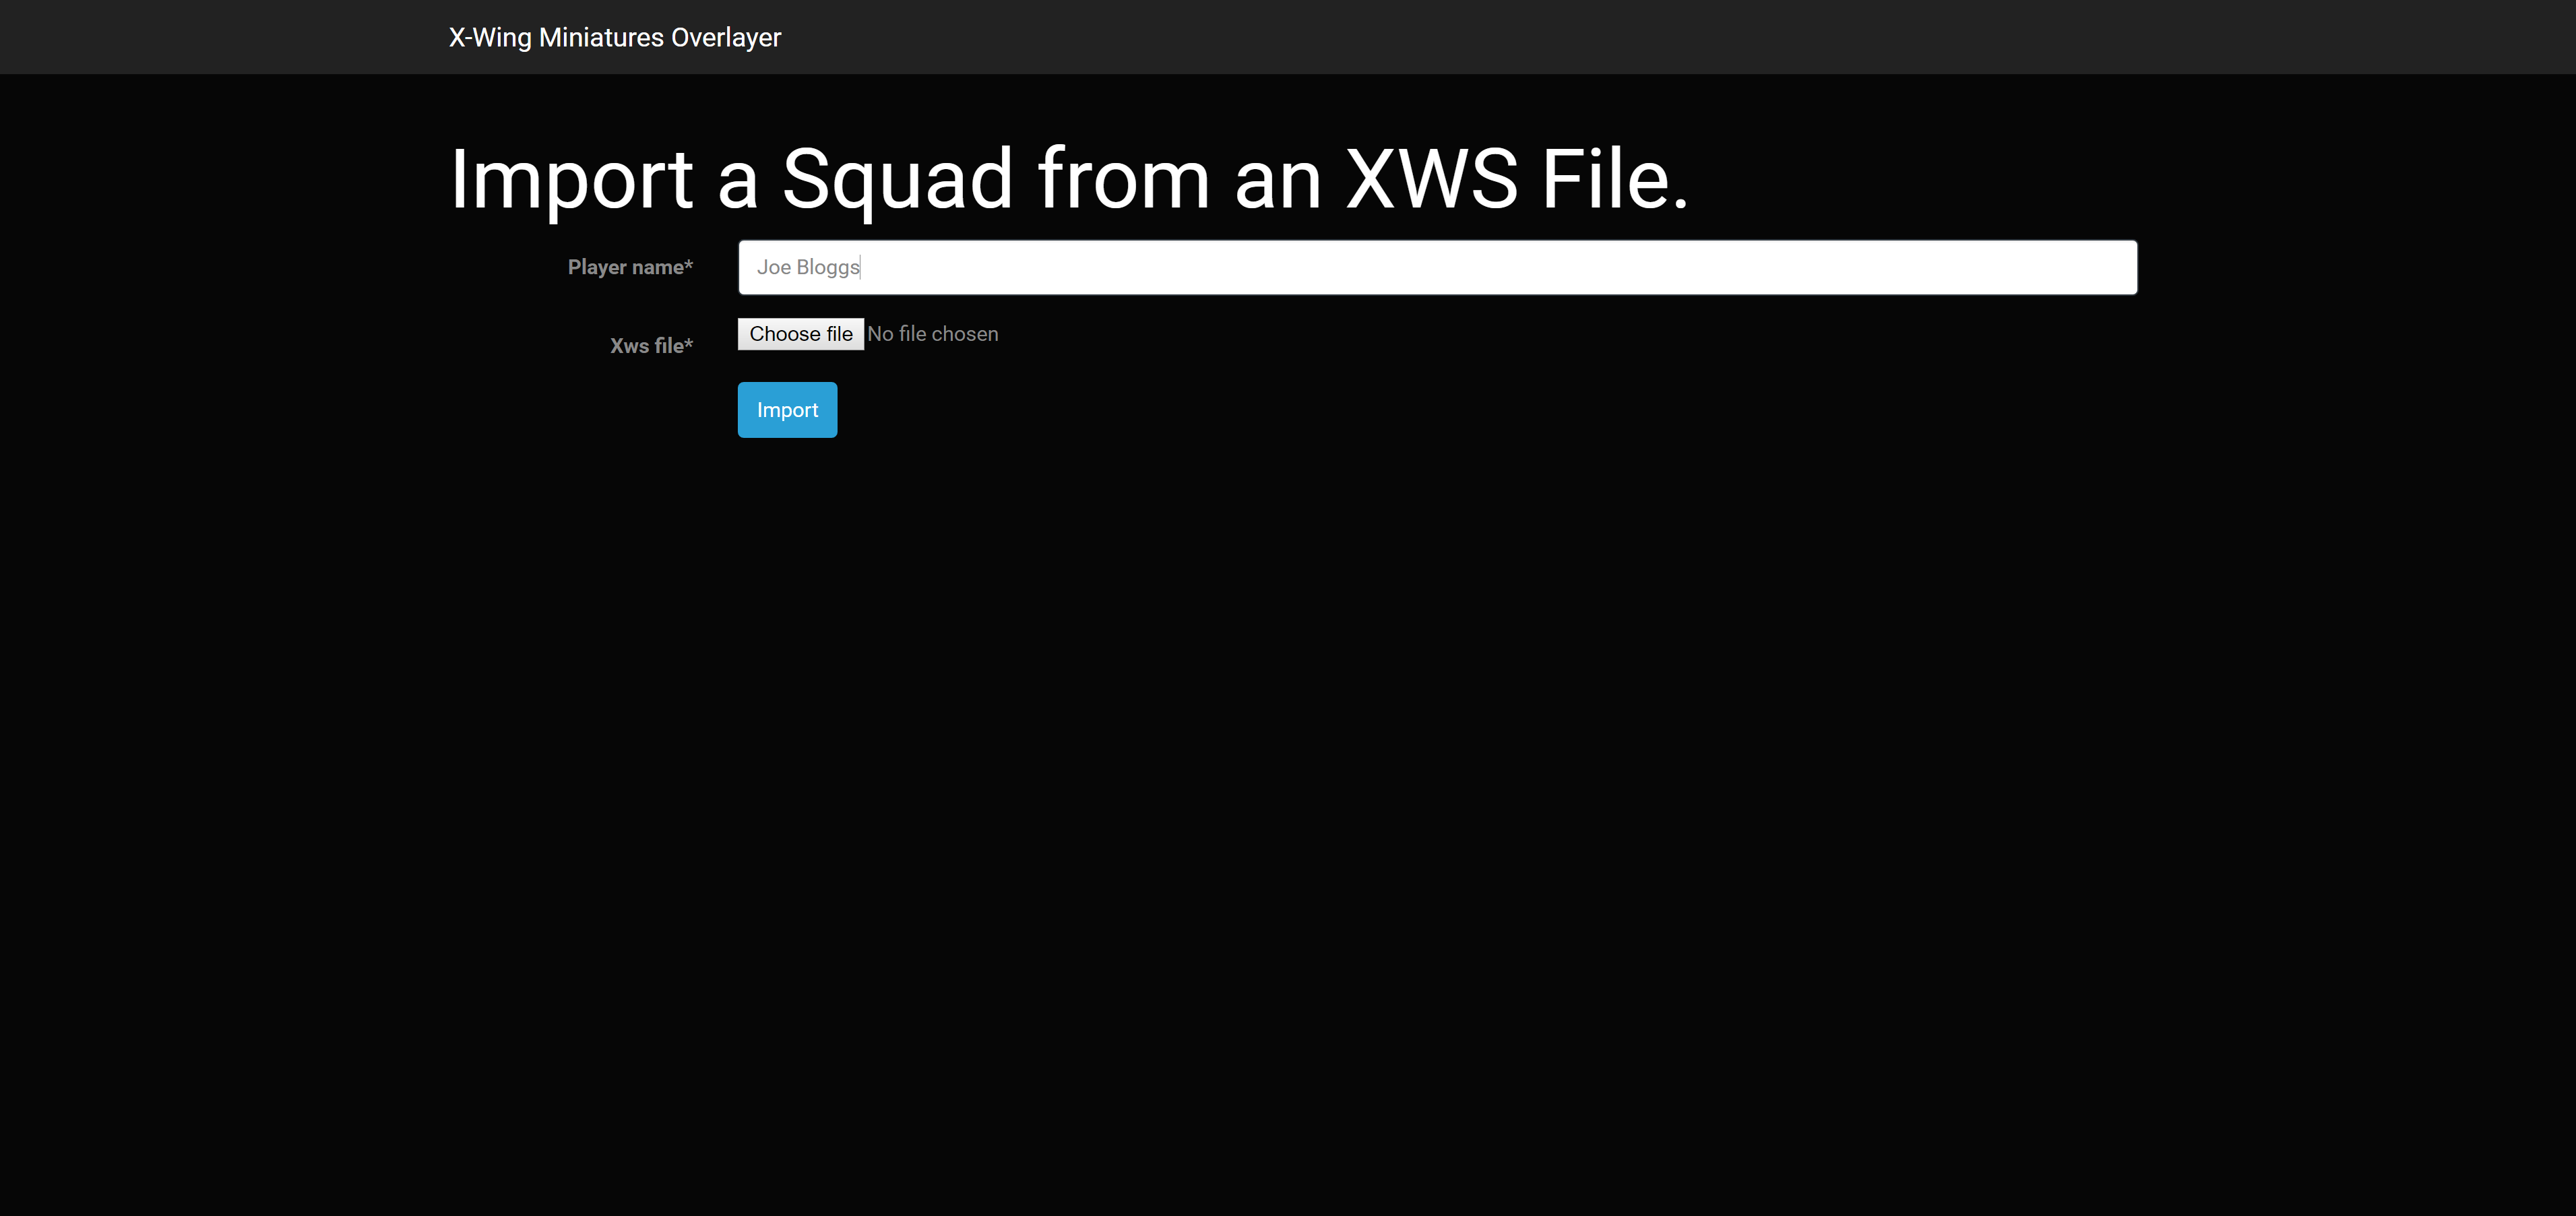 X-Wing Miniatures Overlayer
Import a Squad from an XWS File.
Player name* Joe Bloggs
Xws file* Choose file No file chosen
Import